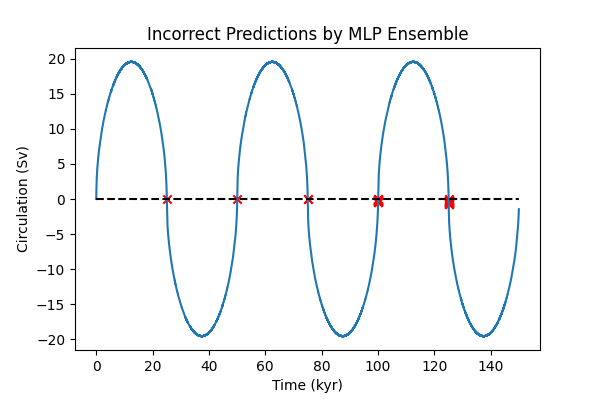 Incorrect Predictions by MLP Ensemble
20
15
10
5
0
−5
−10
−15
−20
Circulation (Sv)
0 20 40 60 80 100 120 140
Time (kyr)